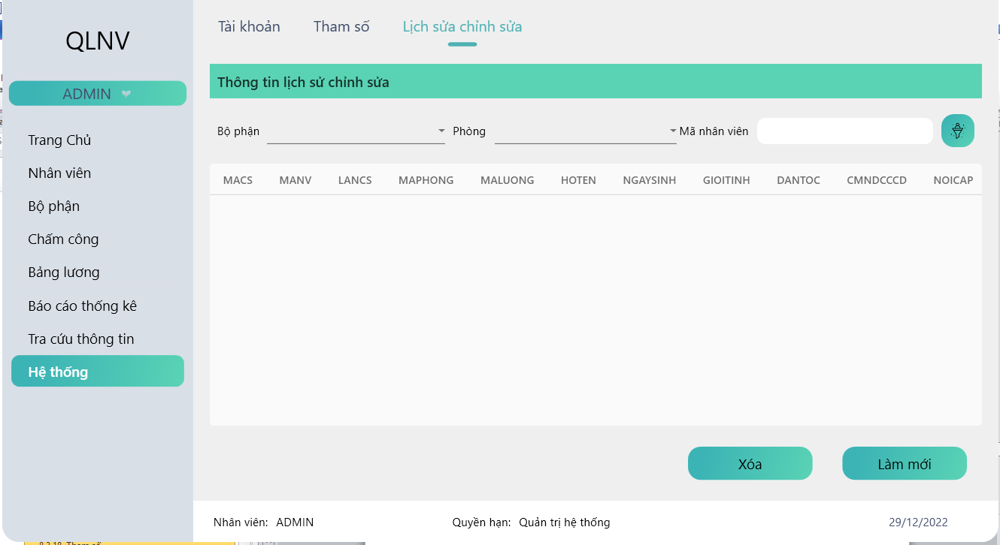 QLNV
ADMIN
Trang Chủ
Nhân viên
Bộ phận
Chấm công
Bảng lương
Báo cáo thống kê
Tra cứu thông tin
Hệ thống
Tài khoản Tham số Lịch sửa chỉnh sửa
Thông tin lịch sử chỉnh sửa
Bộ phận Phòng Mã nhân viên
MACS MANV LANCS MAPHONG MALUONG HOTEN NGAYSINH GIOITINH DANTOC CMNDCCCD NOICAP
Xóa Làm mới
Nhân viên: ADMIN Quyền hạn: Quản trị hệ thống 29/12/2022